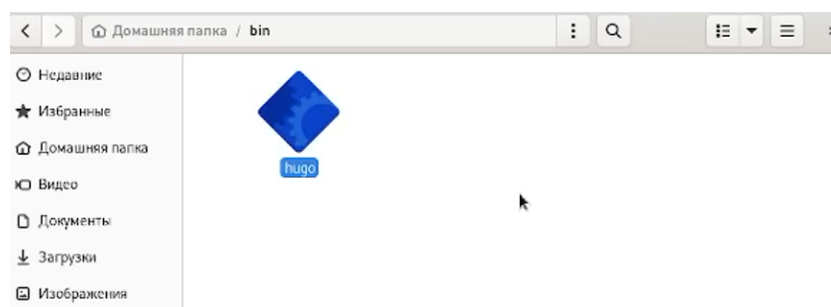 Домашняя папка / bin
Недавние
Избранные
Домашняя папка
Видео
Документы
Загрузки
Изображения
hugo